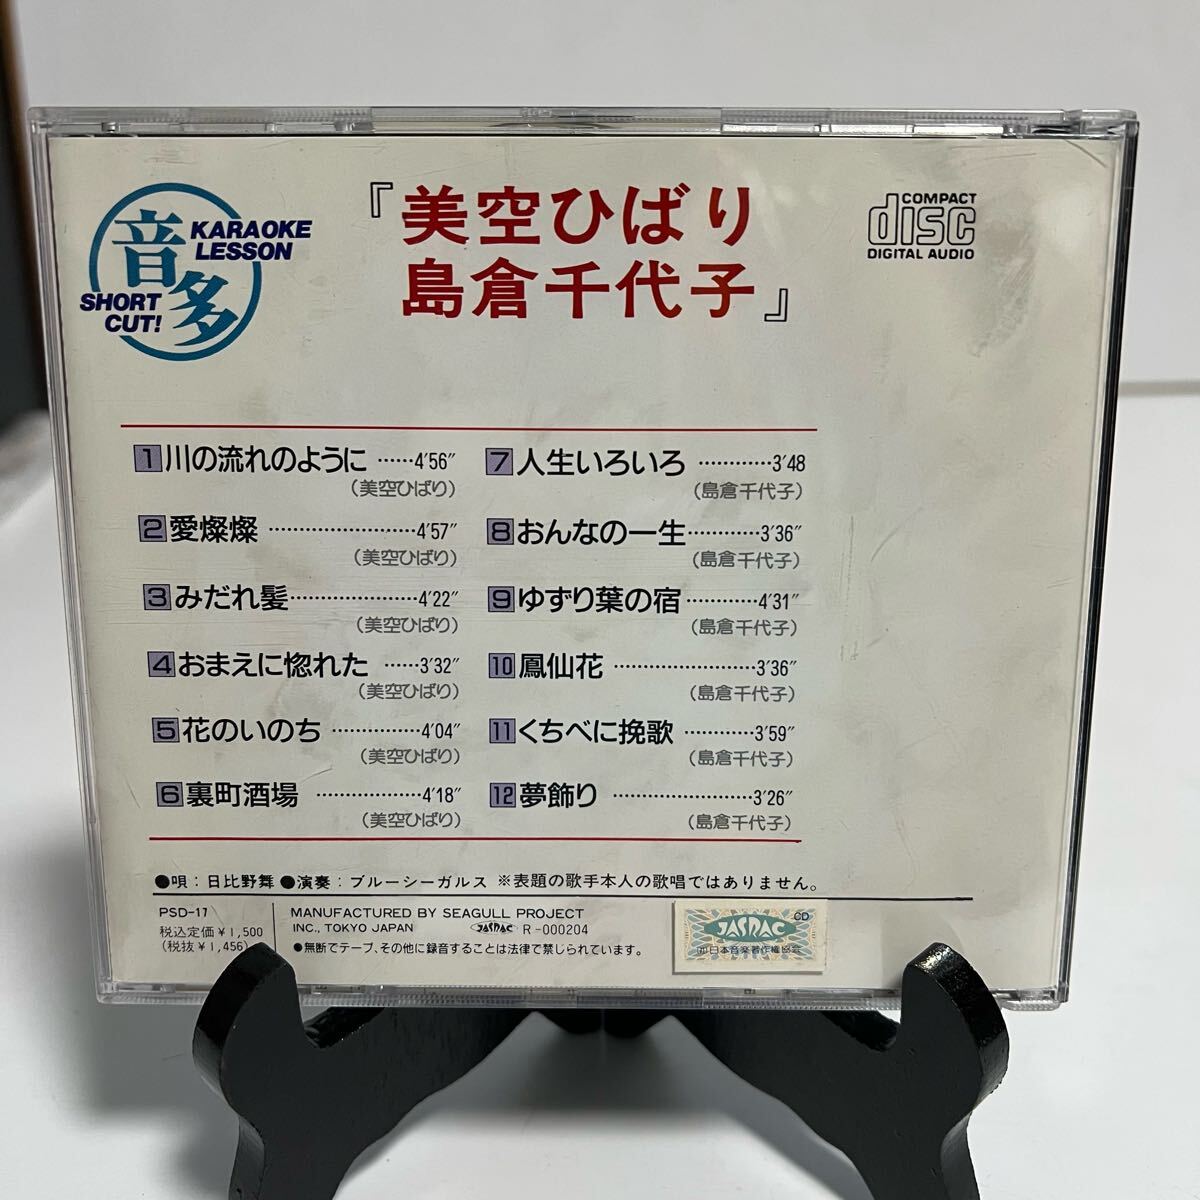 音多
KARAOKE
LESSON
SHORT
CUT!
『美空ひばり
島倉千代子』
COMPACT
disc
DIGITAL AUDIO
1 川の流れのように ……4′56″
(美空ひばり)
2 愛燦燦 ……………………4′57″
(美空ひばり)
3 みだれ髪…………………4′22″
(美空ひばり)
4 おまえに惚れた ……3′32″
(美空ひばり)
5 花のいのち ……………4′04″
(美空ひばり)
6 裏町酒場 ………………4′18″
(美空ひばり)
7 人生いろいろ …………3′48
(島倉千代子)
8 おんなの一生…………3′36″
(島倉千代子)
9 ゆずり葉の宿…………4′31″
(島倉千代子)
10 鳳仙花 ……………………3′36″
(島倉千代子)
11 くちべに挽歌 …………3′59″
(島倉千代子)
12 夢飾り ……………………3′26″
(島倉千代子)
●唄：日比野舞 ●演奏：ブルーシーガルス ※表題の歌手本人の歌唱ではありません。
PSD-17
税込定価￥1,500
(税抜￥1,456)
MANUFACTURED BY SEAGULL PROJECT
INC., TOKYO JAPAN JASRAC R-000204
●無断でテープ、その他に録音することは法律で禁じられています。
CD
JASRAC
㈳日本音楽著作権協会